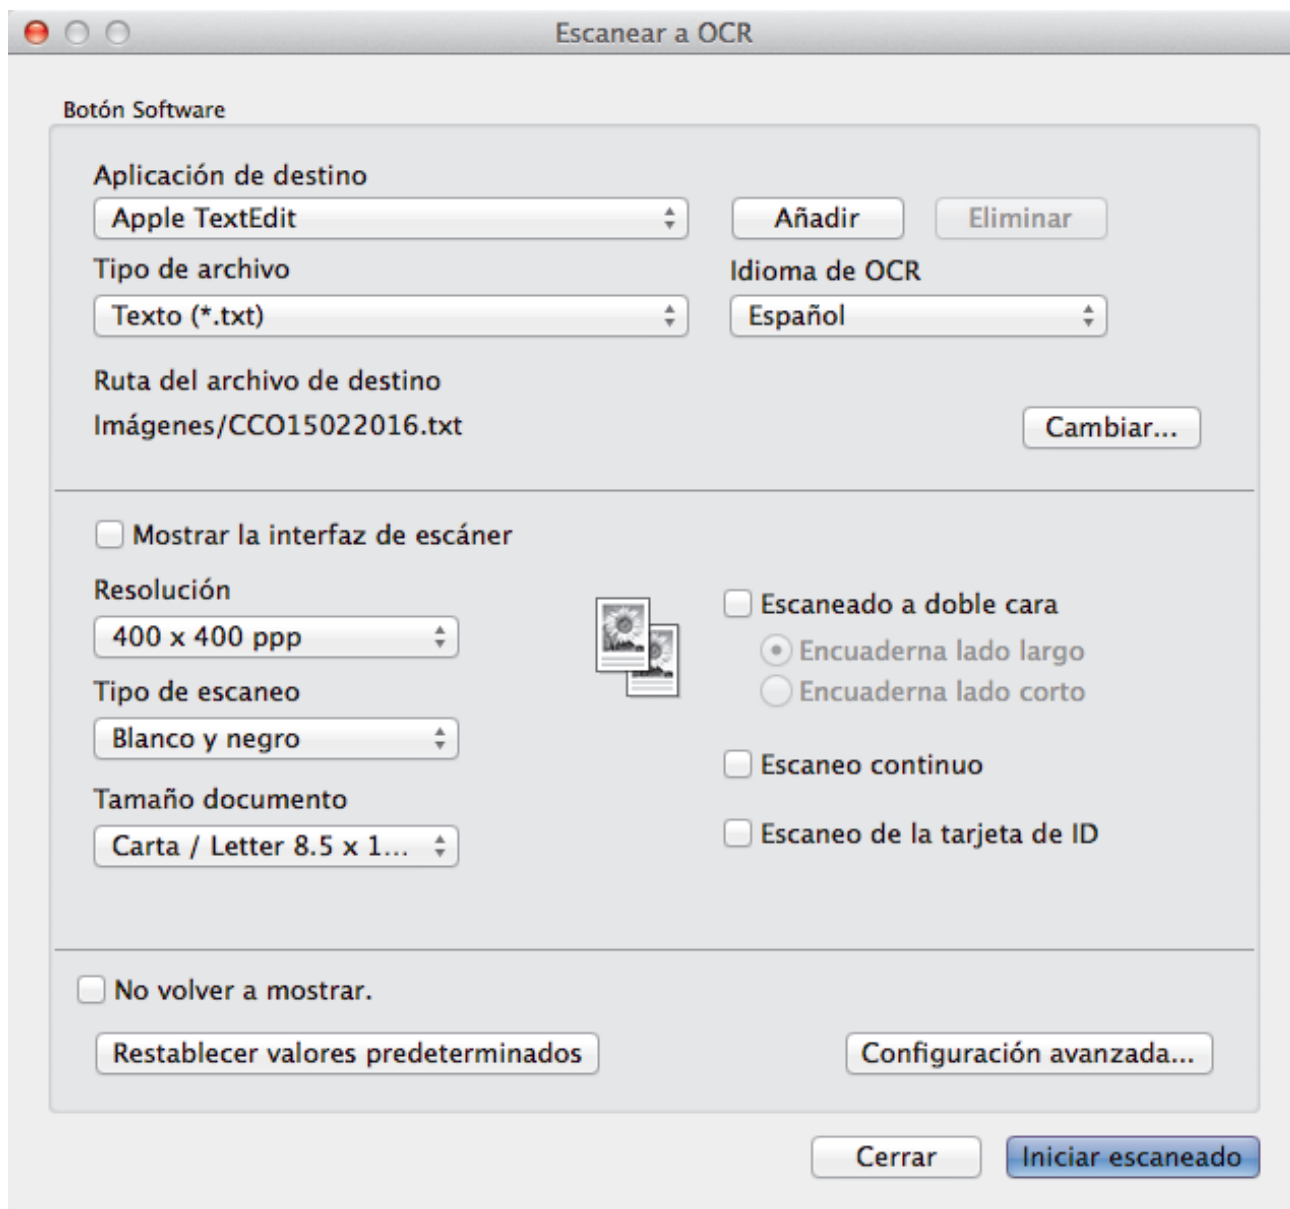 Escanear a OCR
Botón Software
Aplicación de destino
Apple TextEdit
Añadir
Eliminar
Tipo de archivo
Idioma de OCR
Texto (*.txt)
Español
Ruta del archivo de destino
Imágenes/CCO15022016.txt
Cambiar...
Mostrar la interfaz de escáner
Resolución
Escaneado a doble cara
400 x 400 ppp
Encuaderna lado largo
Tipo de escaneo
Encuaderna lado corto
Blanco y negro
Escaneo continuo
Tamaño documento
Escaneo de la tarjeta de ID
Carta / Letter 8.5 x 1...
No volver a mostrar.
Restablecer valores predeterminados
Configuración avanzada...
Cerrar
Iniciar escaneado